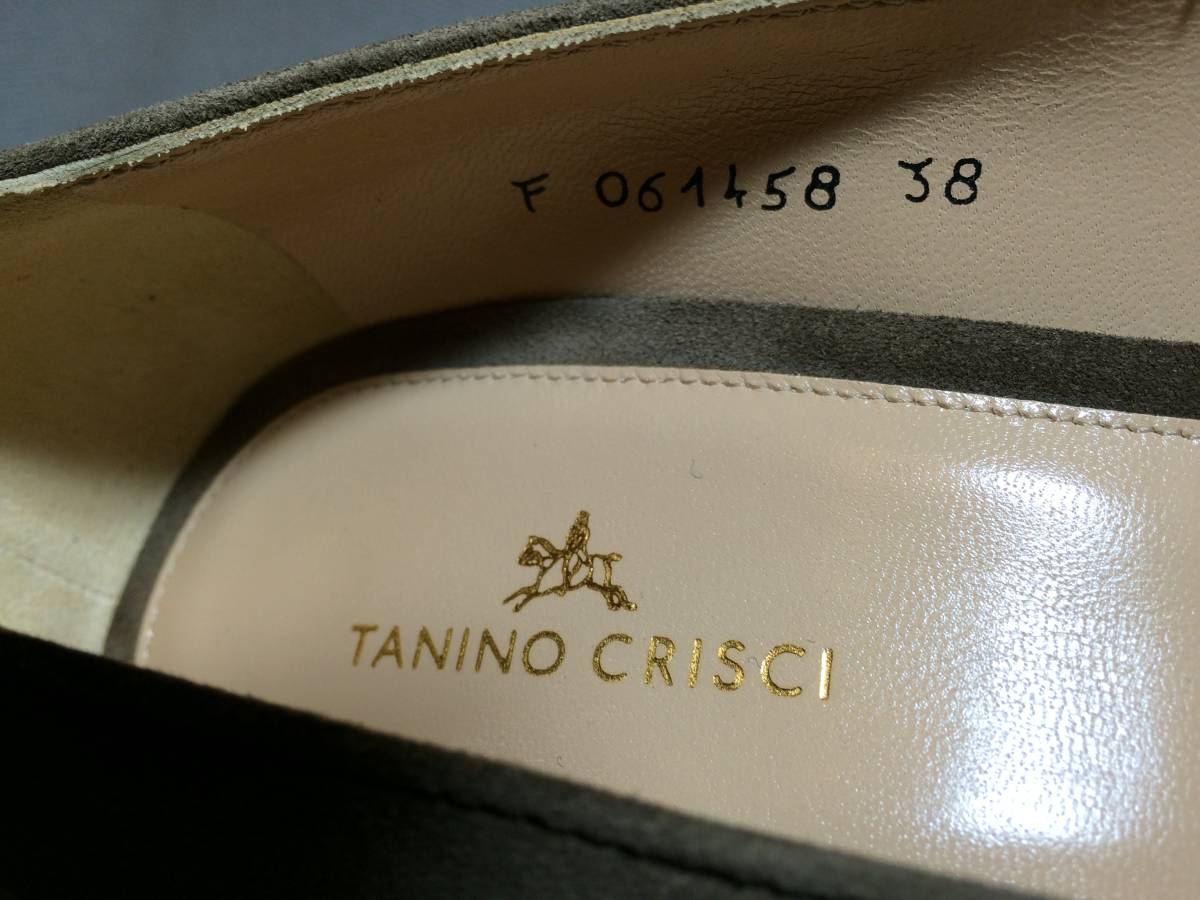 F 061458 38
TANINO CRISCI